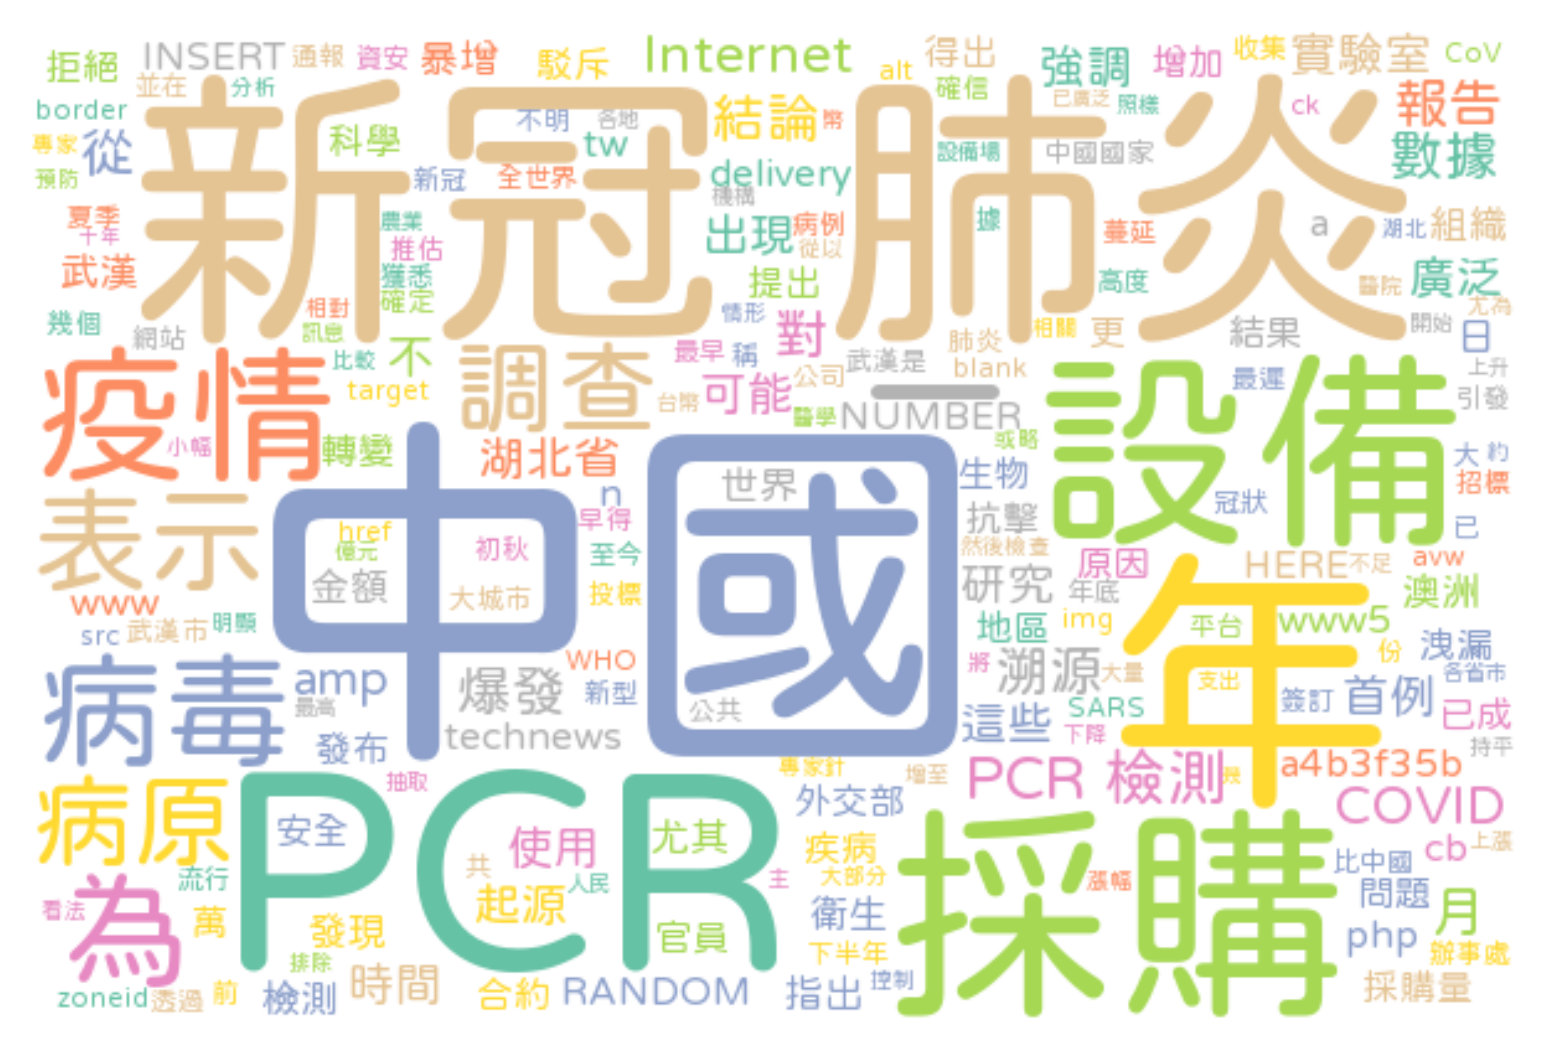 拒絕 INSERT 通報 資安 暴增 駁斥 Internet alt 得出 強調 增加 收集 實驗室 CoV
並在 分析 確信 已廣泛 照樣 ck 報告
border 新冠肺炎 不明 各地 結論 幣
專家 從 科學 tw 設備場 中國國家 數據
預防 新冠 全世界 delivery 機構
夏季 十年 農業 出現 病例 據 蔓延 a 湖北 組織
推估 從以
武漢 獲悉 提出 高度 醫院 廣泛
確定 相對 情形 尤為
幾個 網站 訊息 對 肺炎 相關 更 結果 開始 日
疫情 比較 不 調查 最早 稱 武漢是 設備 最遲 上升
target 台幣 可能 公司 blank 引發
小幅 轉變 醫學 NUMBER 或略
湖北省 中國 世界 生物 大 約
表示 n 冠狀 招標
href 早得 抗擊 已
億元 初秋 至今 然後檢查 原因 HERE 不足 avw
金額 大城市 投標 研究 年底 年 澳洲
www 明顯 地區 img 平台 www5
src 武漢市 份 洩漏
病毒 amp 爆發 WHO 將 溯源 大量 支出 各省市
最高 新型 公共 SARS 簽訂 首例 已成
發布 technews 這些 下降 持平
抽取 專家針 增至 PCR 檢測 幾 a4b3f35b
病原 PCR 外交部 COVID
安全 使用 尤其 疾病 採購 比中國 cb 上漲
流行 共 人民 主 大部分 漲幅
看法 為 萬 發現 起源 官員 衛生 問題 月
排除 下半年 php 辦事處
zoneid 透過 前 檢測 時間 合約 RANDOM 指出 控制 採購量